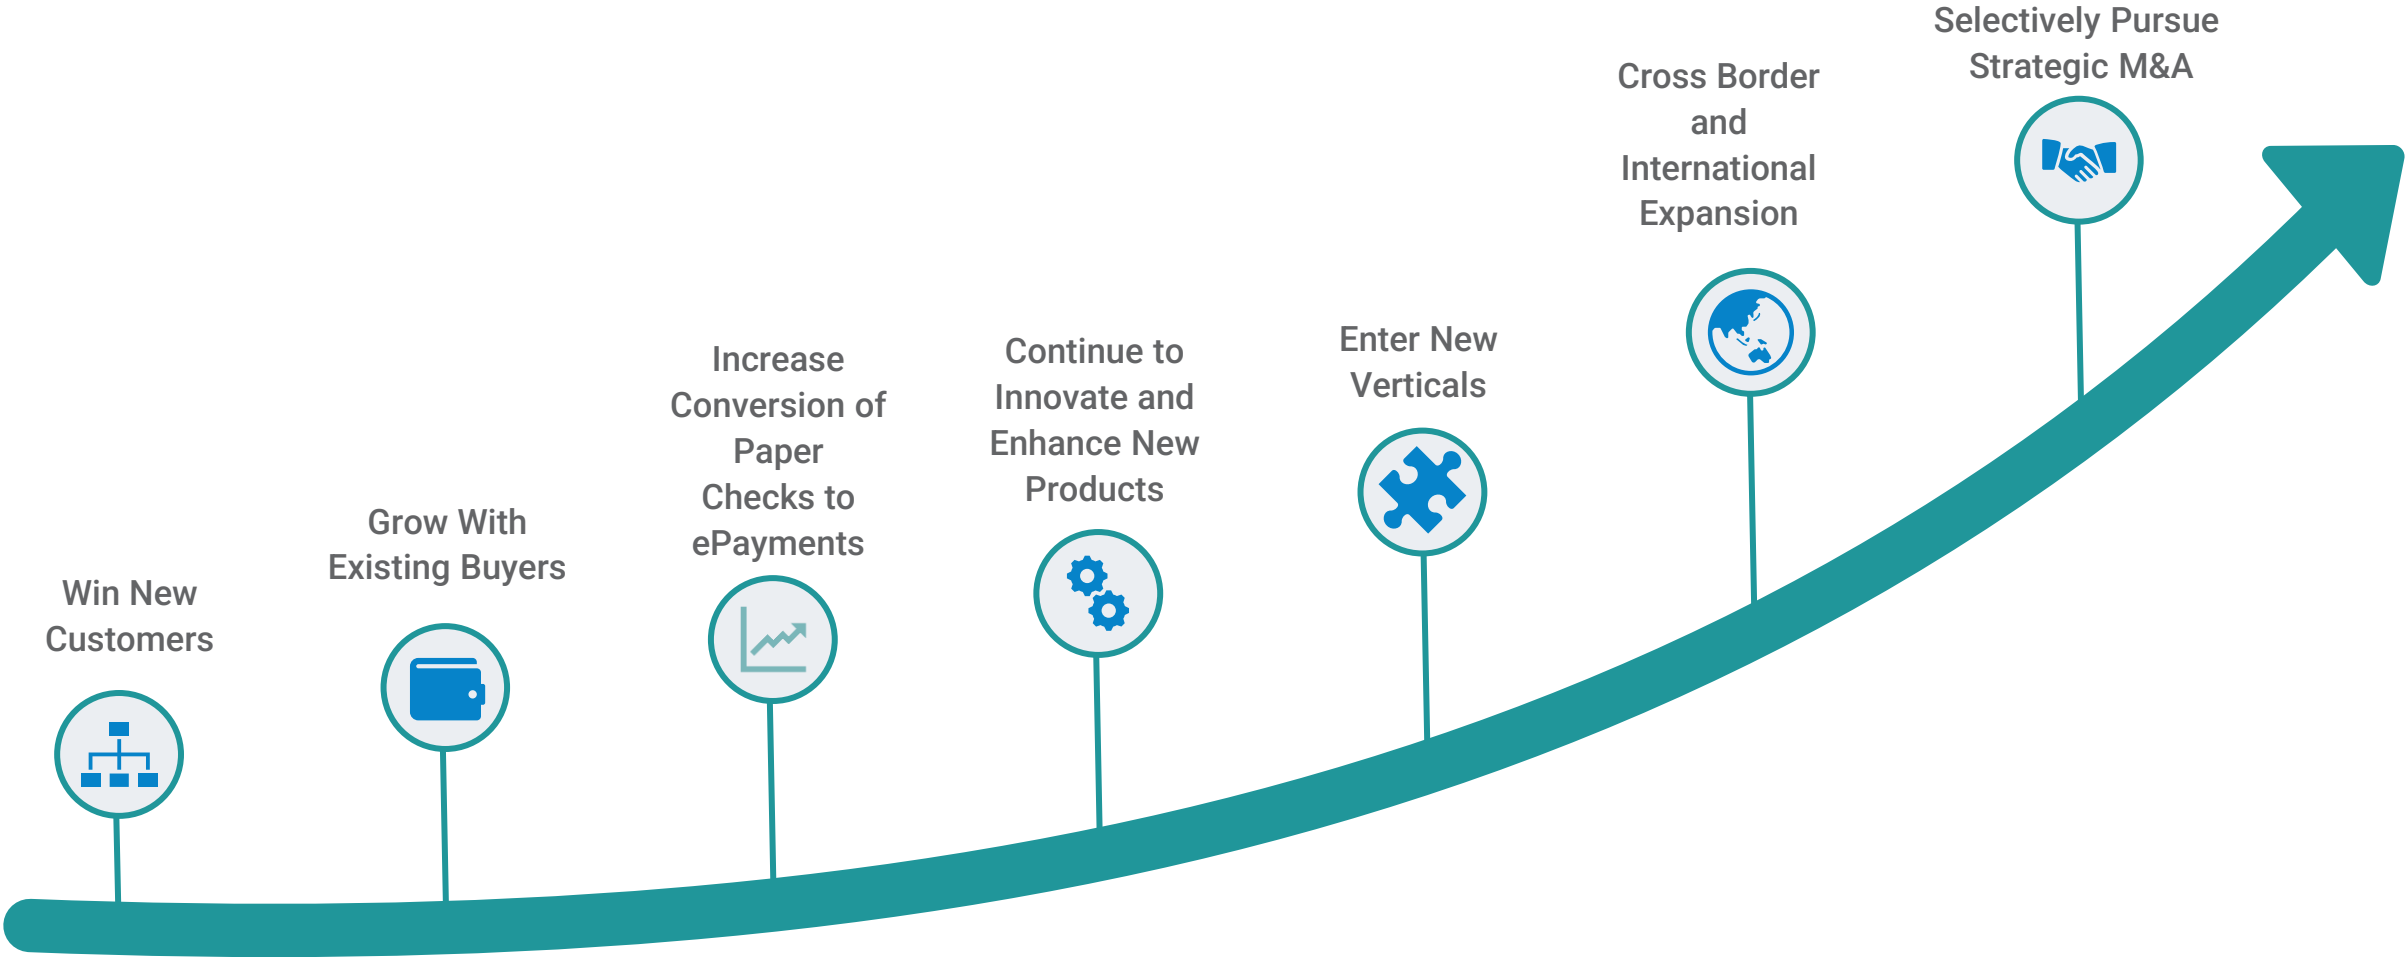 Win New
Customers
Grow With
Existing Buyers
Increase
Conversion of
Paper
Checks to
ePayments
Continue to
Innovate and
Enhance New
Products
Enter New
Verticals
Cross Border
and
International
Expansion
Selectively Pursue
Strategic M&A